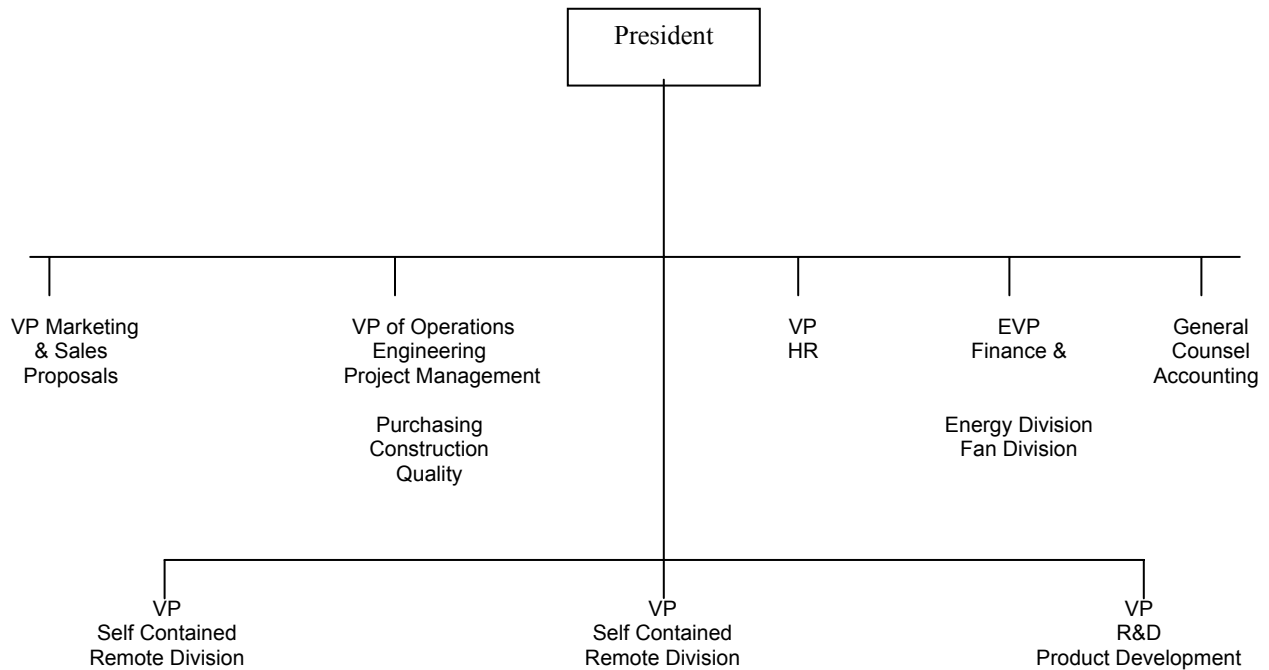 President
VP Marketing
& Sales
Proposals
VP of Operations
Engineering
Project Management
Purchasing
Construction
Quality
VP
HR
EVP
Finance &
Energy Division
Fan Division
General
Counsel
Accounting
VP
Self Contained
Remote Division
VP
Self Contained
Remote Division
VP
R&D
Product Development